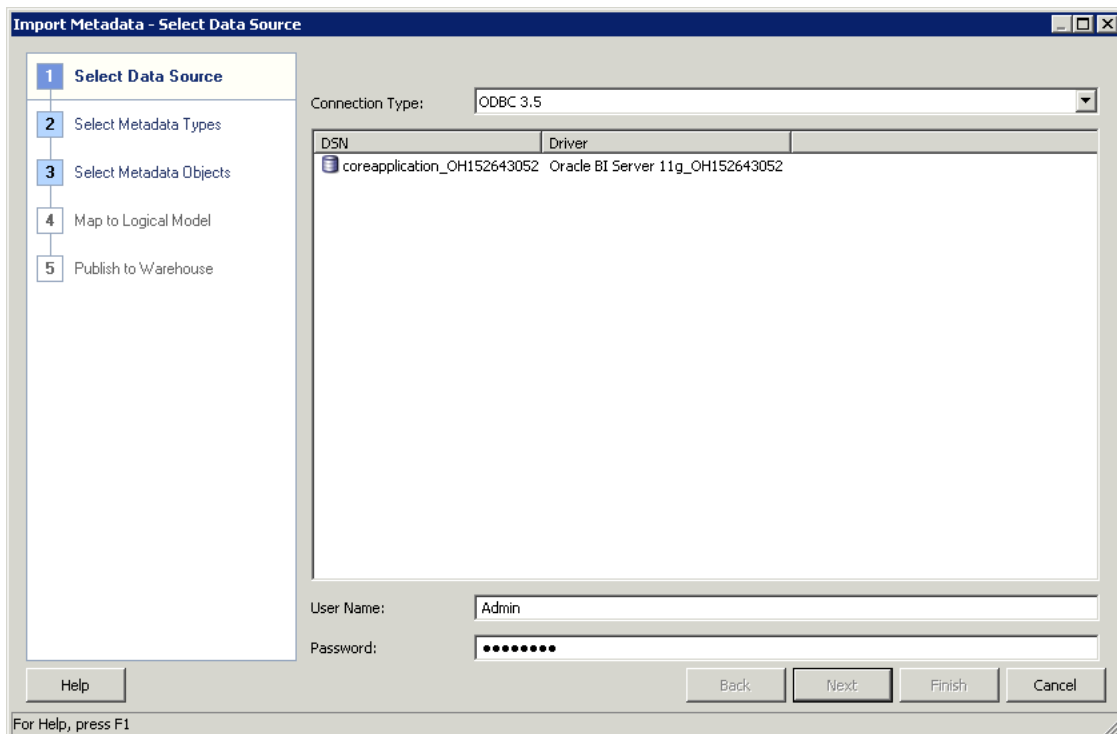 Import Metadata - Select Data Source
1 Select Data Source
2 Select Metadata Types
3 Select Metadata Objects
4 Map to Logical Model
5 Publish to Warehouse
Connection Type: ODBC 3.5
DSN Driver
coreapplication_OH152643052 Oracle BI Server 11g_OH152643052
User Name: Admin
Password: ••••••••
Help Back Next Finish Cancel
For Help, press F1